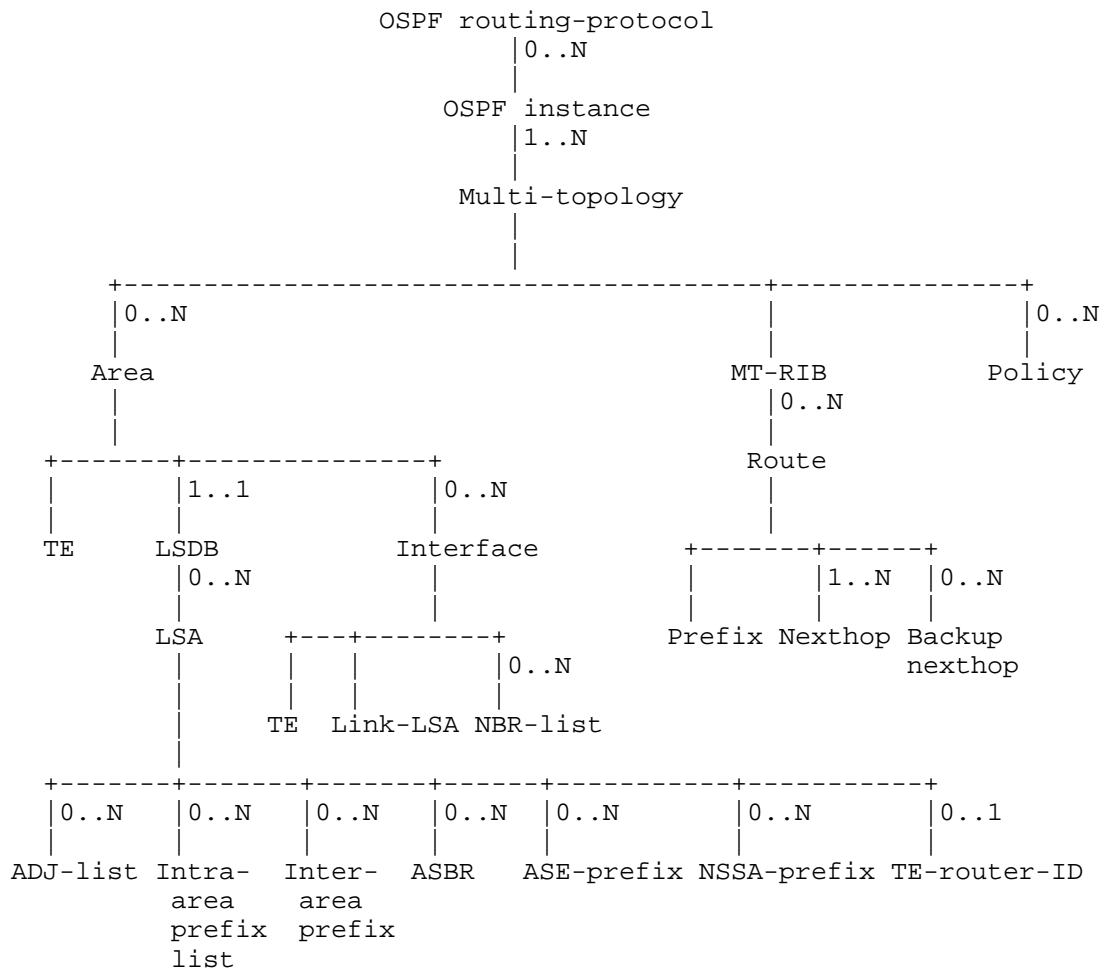 OSPF routing-protocol
0..N
OSPF instance
1..N
Multi-topology
0..N 0..N
Area MT-RIB Policy
0..N
Route
1..1 0..N
TE LSDB Interface
0..N 1..N 0..N
LSA Prefix Nexthop Backup
0..N nexthop
TE Link-LSA NBR-list
0..N 0..N 0..N 0..N 0..N 0..N 0..1
ADJ-list Intra- Inter- ASBR ASE-prefix NSSA-prefix TE-router-ID
area area
prefix prefix
list